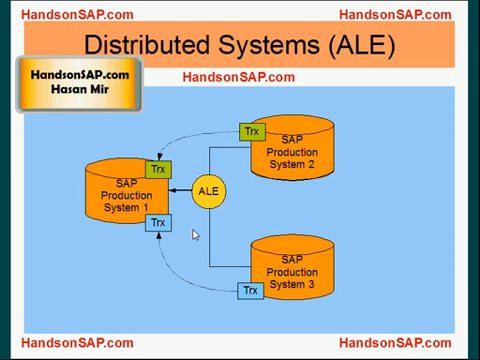 HandsonSAP.com
HandsonSAP.com
Distributed Systems (ALE)
HandsonSAP.com
Hasan Mir
HandsonSAP.com
Trx
SAP
Production
System 2
Trx
SAP
Production
System 1
ALE
Trx
SAP
Production
System 3
Trx
HandsonSAP.com
HandsonSAP.com